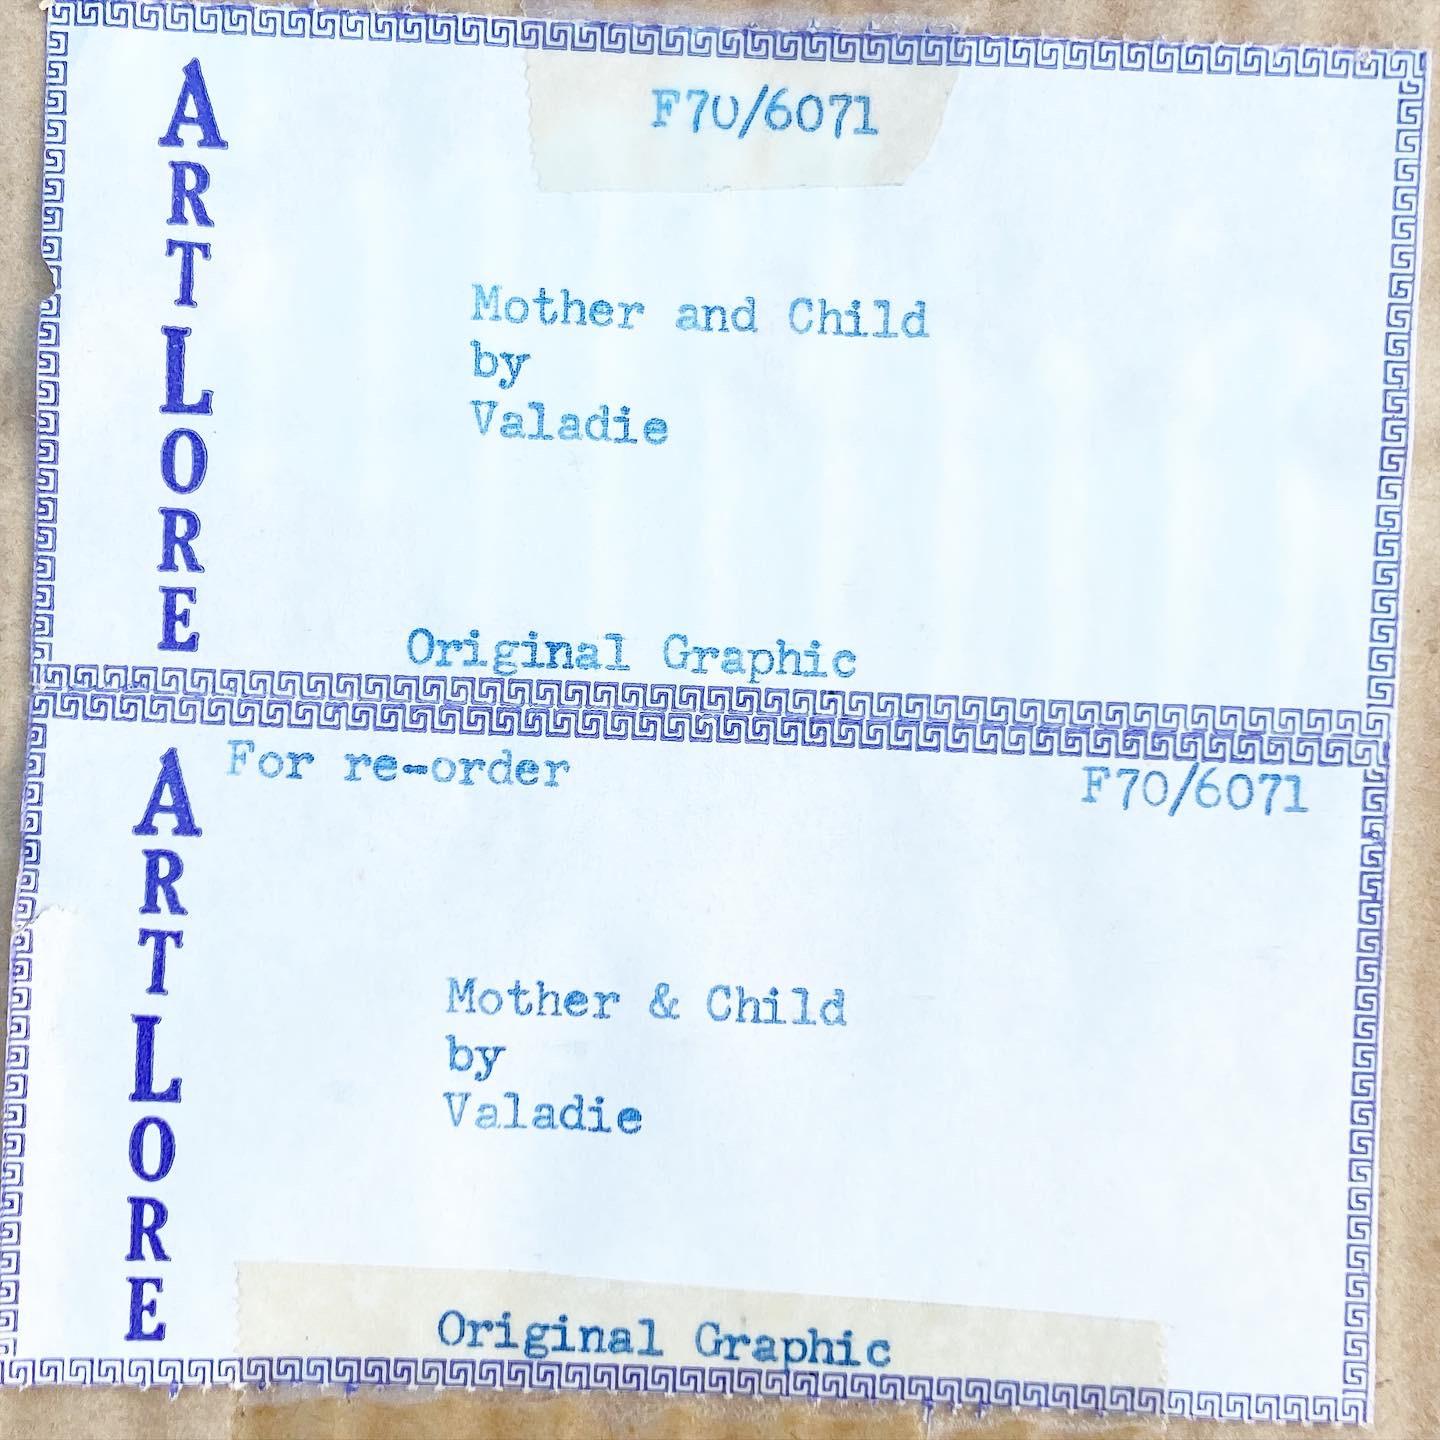 ARTLORE
F70/6071
Mother and Child
by
Valadie
Original Graphic
ARTLORE
For re-order F70/6071
Mother & Child
by
Valadie
Original Graphic